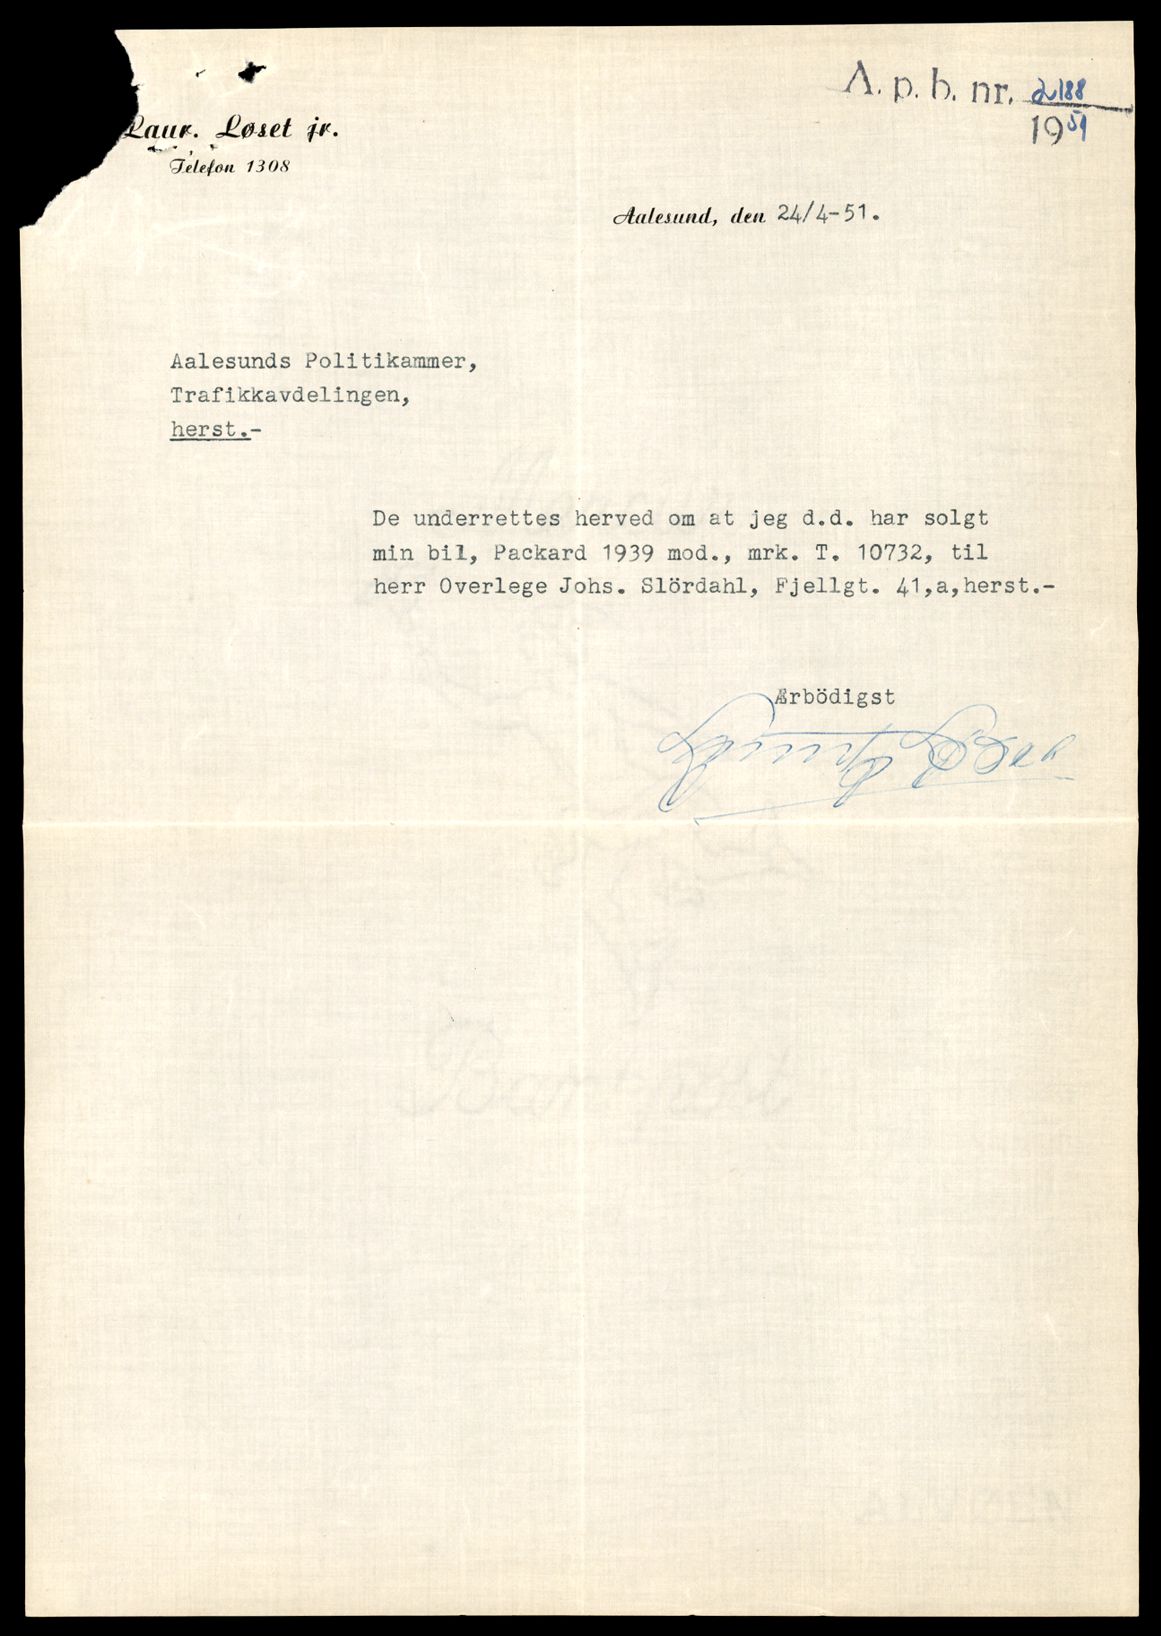 A. p. b. nr. 2188
1951
Laur. Løset jr.
Telefon 1308
Aalesund, den 24/4-51.
Aalesunds Politikammer,
Trafikkavdelingen,
herst.-
De underrettes herved om at jeg d.d. har solgt
min bil, Packard 1939 mod., mrk. T. 10732, til
herr Overlege Johs. Slördahl, Fjellgt. 41,a,herst.-
Ærbödigst